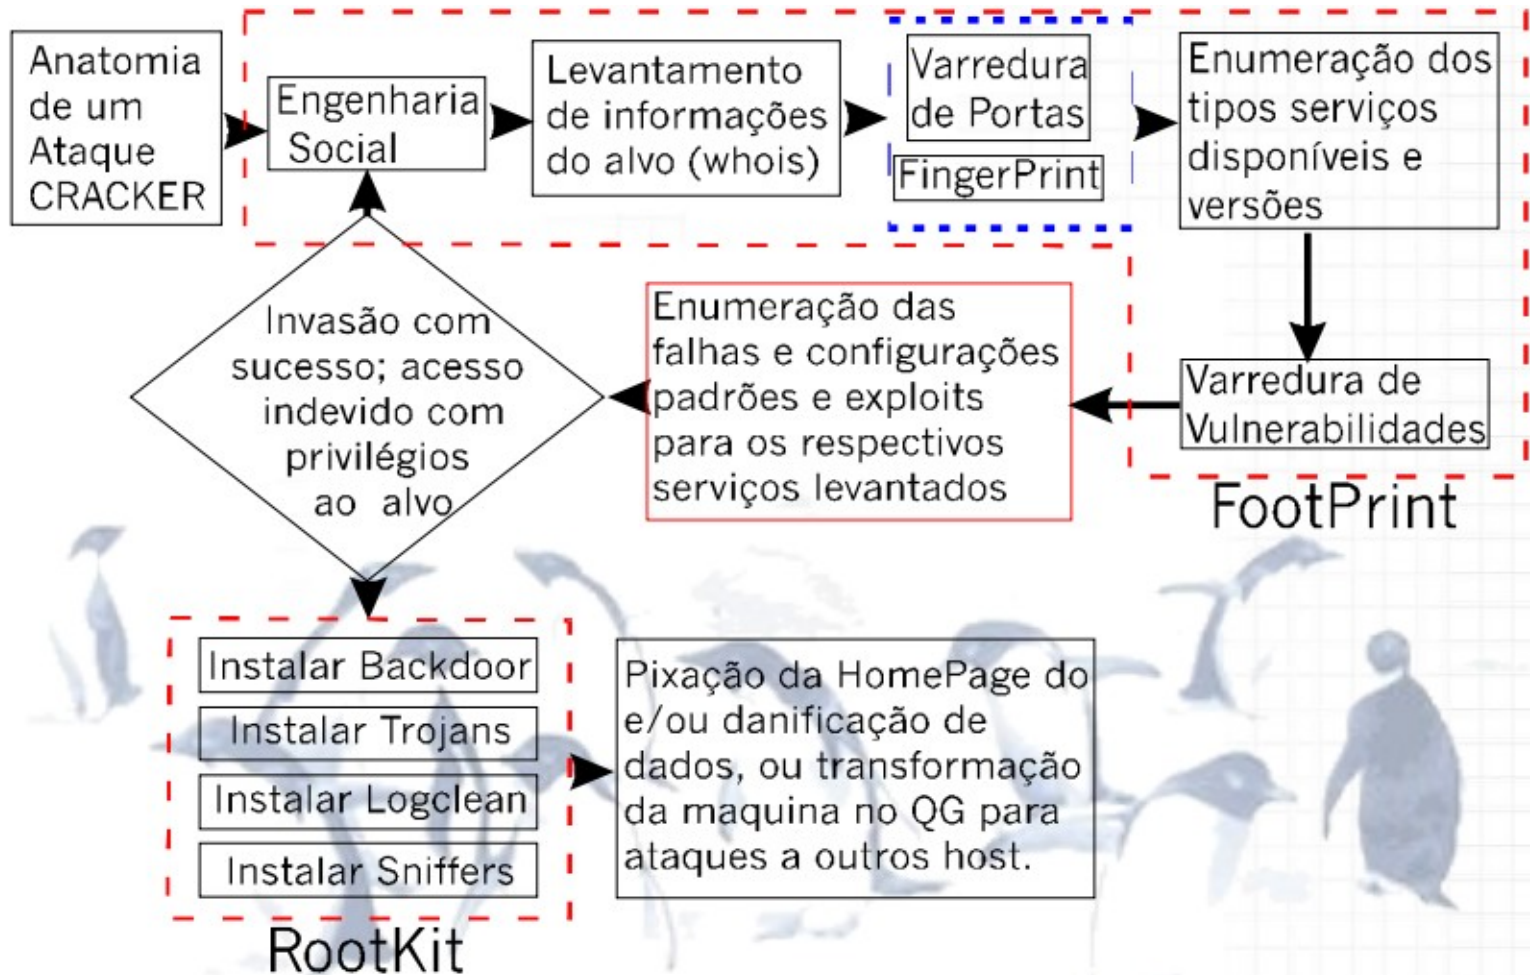 Anatomia
de um
Ataque
CRACKER
Engenharia
Social
Levantamento
de informações
do alvo (whois)
Varredura
de Portas
FingerPrint
Enumeração dos
tipos serviços
disponíveis e
versões
Varredura de
Vulnerabilidades
FootPrint
Enumeração das
falhas e configurações
padrões e exploits
para os respectivos
serviços levantados
Invasão com
sucesso; acesso
indevido com
privilégios
ao alvo
Instalar Backdoor
Instalar Trojans
Instalar Logclean
Instalar Sniffers
RootKit
Pixação da HomePage do
e/ou danificação de
dados, ou transformação
da maquina no QG para
ataques a outros host.